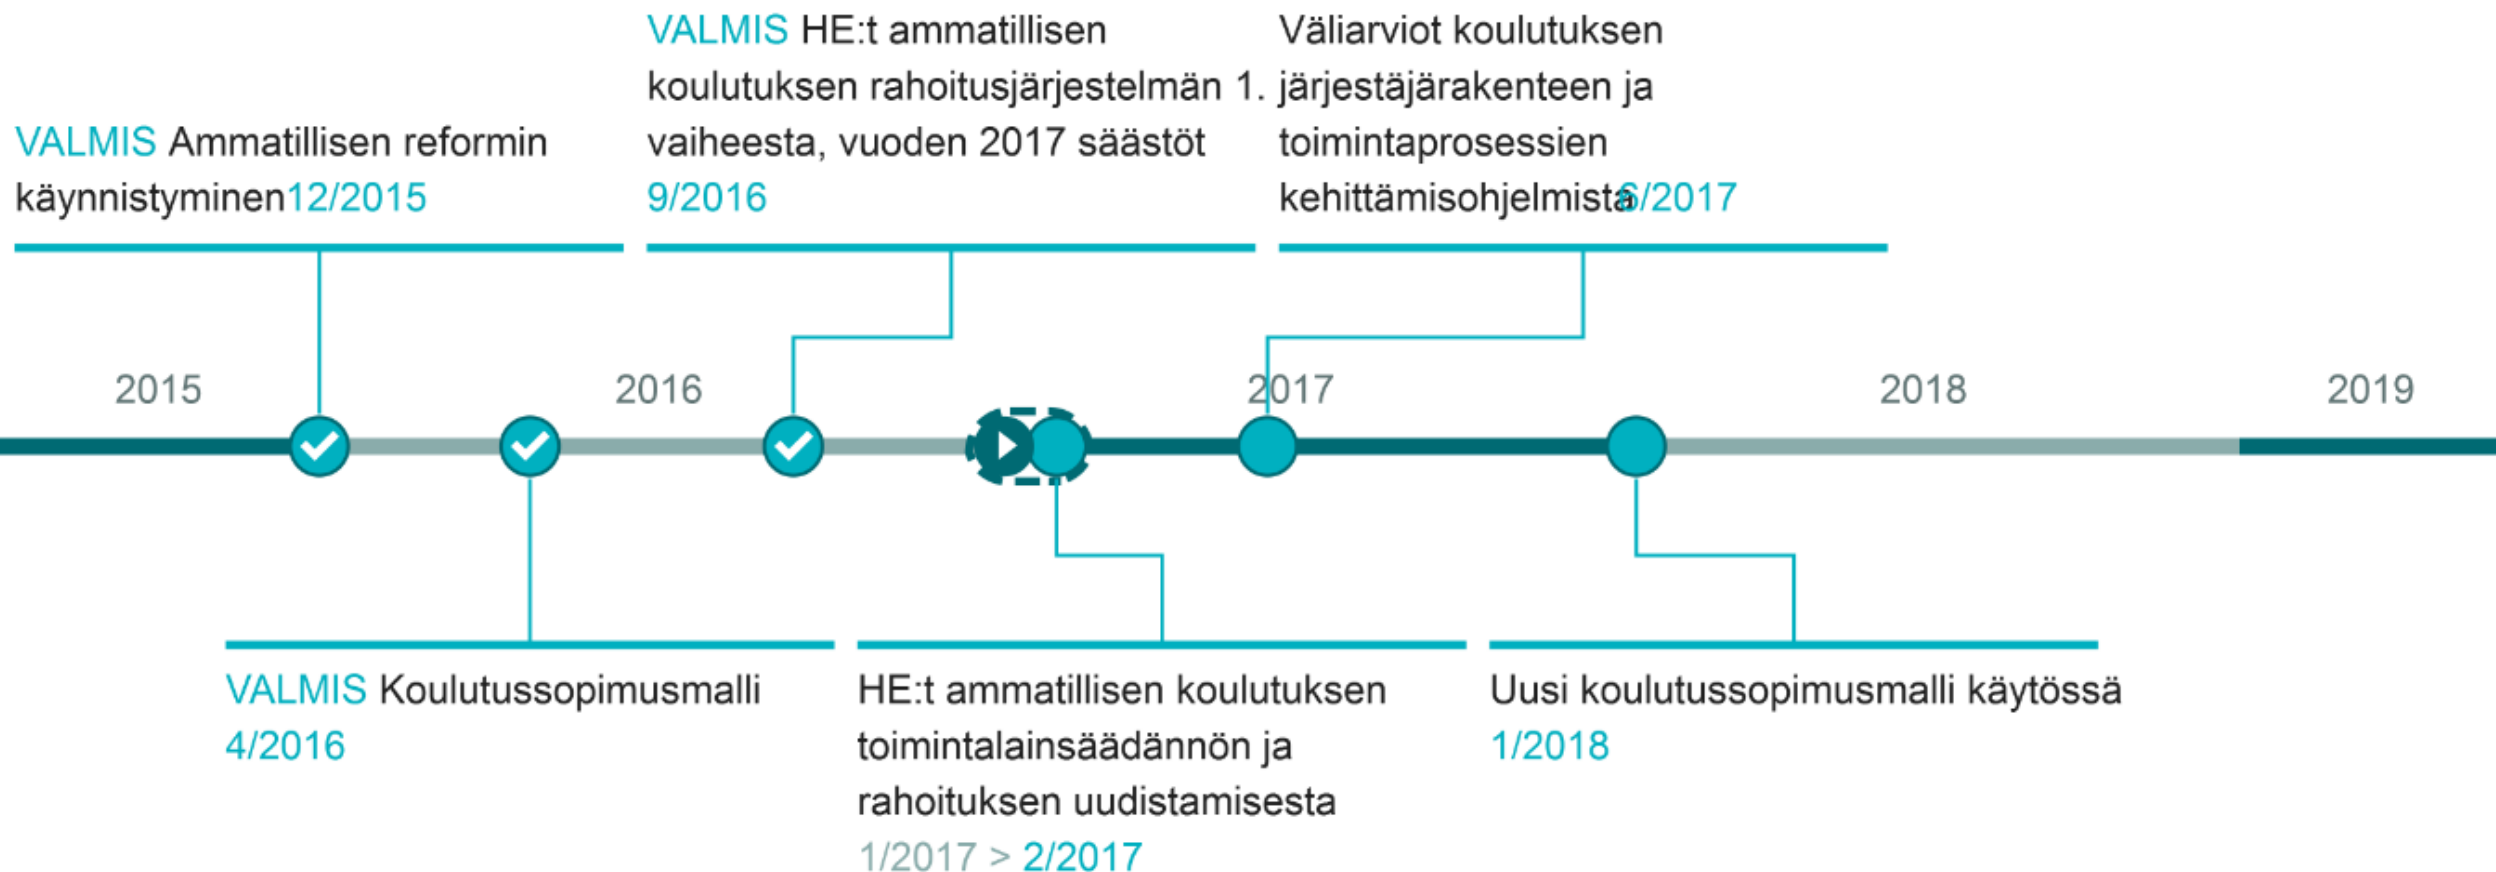 VALMIS Ammatillisen reformin
käynnistyminen12/2015
VALMIS HE:t ammatillisen
koulutuksen rahoitusjärjestelmän 1.
vaiheesta, vuoden 2017 säästöt
9/2016
Väliarviot koulutuksen
järjestäjärakenteen ja
toimintaprosessien
kehittämisohjelmista6/2017
2015
2016
2017
2018
2019
VALMIS Koulutussopimusmalli
4/2016
HE:t ammatillisen koulutuksen
toimintalainsäädännön ja
rahoituksen uudistamisesta
1/2017 > 2/2017
Uusi koulutussopimusmalli käytössä
1/2018